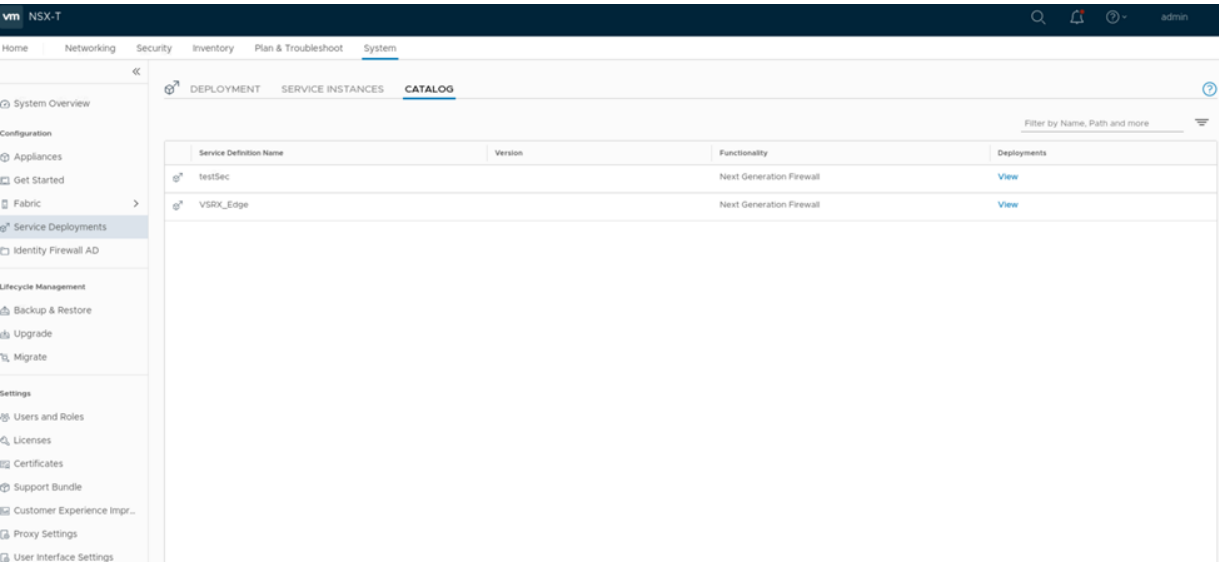 vm NSX-T
admin
Home Networking Security Inventory Plan & Troubleshoot System
System Overview
Configuration
Appliances
Get Started
Fabric
Service Deployments
Identity Firewall AD
Lifecycle Management
Backup & Restore
Upgrade
Migrate
Settings
Users and Roles
Licenses
Certificates
Support Bundle
Customer Experience Impr...
Proxy Settings
User Interface Settings
DEPLOYMENT SERVICE INSTANCES CATALOG
Filter by Name, Path and more
Service Definition Name Version Functionality Deployments
testSec Next Generation Firewall View
VSRX_Edge Next Generation Firewall View